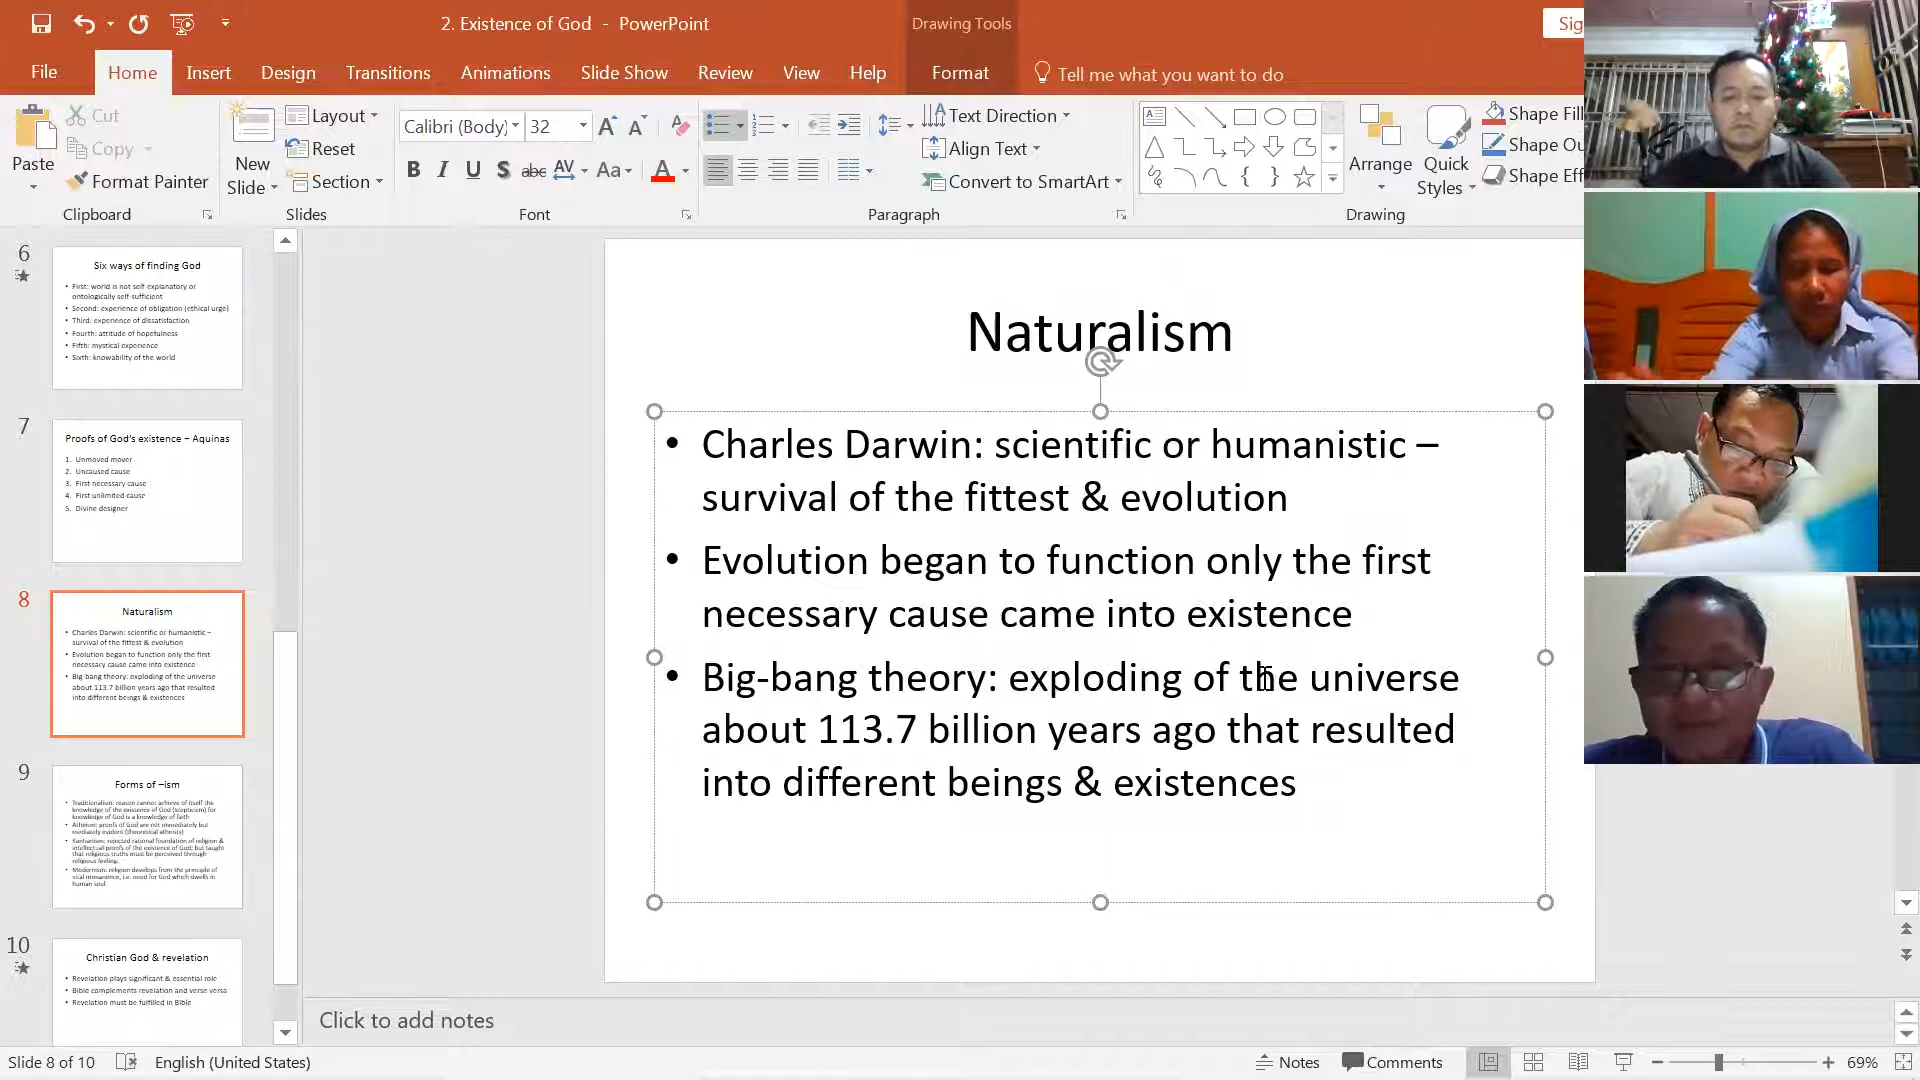 2. Existence of God - PowerPoint
Drawing Tools
Sig
File
Home
Insert
Design
Transitions
Animations
Slide Show
Review
View
Help
Format
Tell me what you want to do
Paste
Cut
Copy
Format Painter
Clipboard
New
Slide
Layout
Reset
Section
Slides
Calibri (Body)
32
B I U S abc AV Aa A
Font
Text Direction
Align Text
Convert to SmartArt
Paragraph
Arrange
Quick
Styles
Shape Fill
Shape Ou
Shape Eff
Drawing
6
Six ways of finding God
• First: world is not self explanatory or
ontologically self sufficient
• Second: experience of obligation (ethical urge)
• Third: experience of dissatisfaction
• Fourth: attitude of hopefulness
• Fifth: mystical experience
• Sixth: knowability of the world
7
Proofs of God's existence – Aquinas
1. Unmoved mover
2. Uncaused cause
3. First necessary cause
4. First unlimited cause
5. Divine designer
8
Naturalism
• Charles Darwin: scientific or humanistic –
survival of the fittest & evolution
• Evolution began to function only the first
necessary cause came into existence
• Big-bang theory: exploding of the universe
about 113.7 billion years ago that resulted
into different beings & existences
9
Forms of –ism
• Traditionalism: reason cannot achieve of itself the
knowledge of the existence of God (scepticism) for
knowledge of God is a knowledge of faith
• Atheism: proofs of God are not immediately but
mediately evident (theoretical atheists)
• Kantianism: rejected rational foundation of religion &
intellectual proofs of the existence of God; but taught
that religious truths must be perceived through
religious feeling.
• Modernism: religion develops from the principle of
vital immanence, i.e. need for God which dwells in
human soul
10
Christian God & revelation
• Revelation plays significant & essential role
• Bible complements revelation and verse versa
• Revelation must be fulfilled in Bible
Naturalism
• Charles Darwin: scientific or humanistic –
survival of the fittest & evolution
• Evolution began to function only the first
necessary cause came into existence
• Big-bang theory: exploding of the universe
about 113.7 billion years ago that resulted
into different beings & existences
Click to add notes
Slide 8 of 10
English (United States)
Notes
Comments
69%